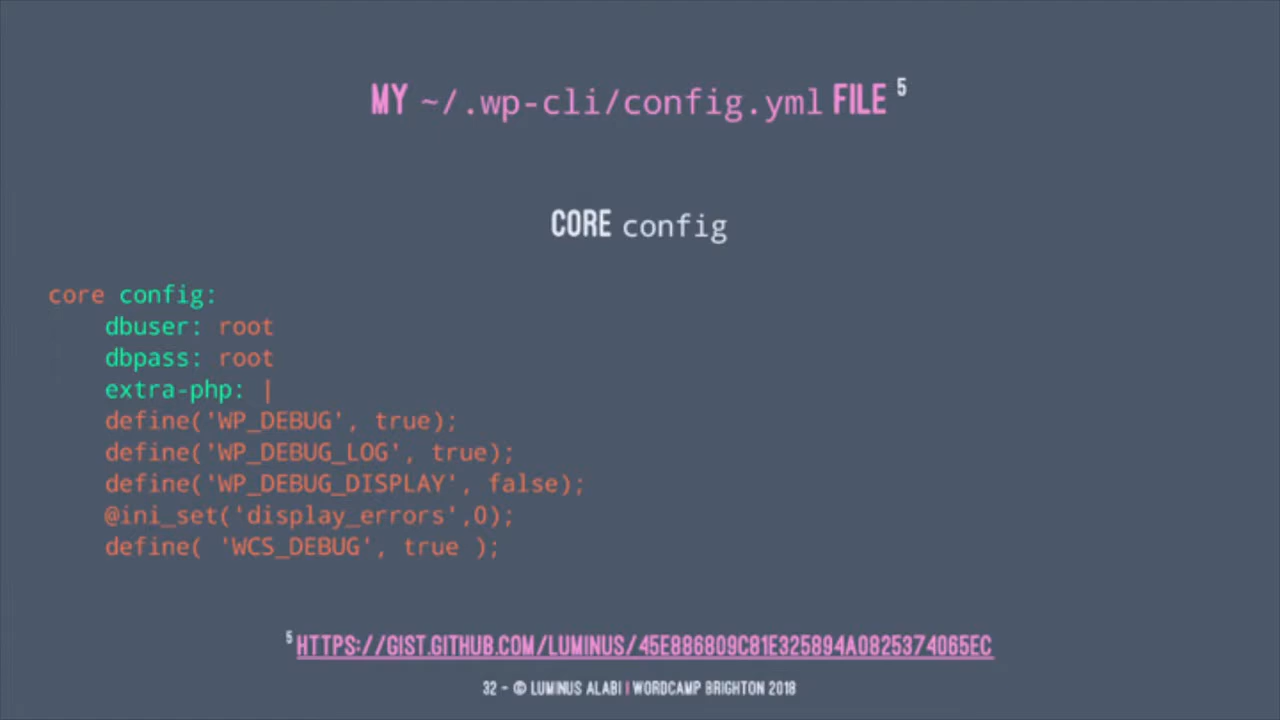 MY ~/.wp-cli/config.yml FILE 5
CORE config
core config:
    dbuser: root
    dbpass: root
    extra-php: |
    define('WP_DEBUG', true);
    define('WP_DEBUG_LOG', true);
    define('WP_DEBUG_DISPLAY', false);
    @ini_set('display_errors',0);
    define( 'WCS_DEBUG', true );
5 HTTPS://GIST.GITHUB.COM/LUMINUS/45E886809C81E325894A0825374065EC
32 - © LUMINUS ALABI | WORDCAMP BRIGHTON 2018